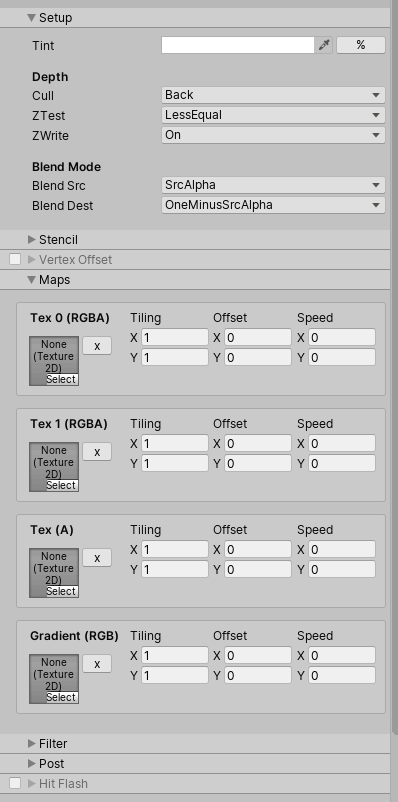 Setup
Tint %
Depth
Cull Back
ZTest LessEqual
ZWrite On
Blend Mode
Blend Src SrcAlpha
Blend Dest OneMinusSrcAlpha
Stencil
Vertex Offset
Maps
Tex 0 (RGBA) Tiling Offset Speed
None
(Texture
2D)
Select
x
X 1 X 0 X 0
Y 1 Y 0 Y 0
Tex 1 (RGBA) Tiling Offset Speed
None
(Texture
2D)
Select
x
X 1 X 0 X 0
Y 1 Y 0 Y 0
Tex (A) Tiling Offset Speed
None
(Texture
2D)
Select
x
X 1 X 0 X 0
Y 1 Y 0 Y 0
Gradient (RGB) Tiling Offset Speed
None
(Texture
2D)
Select
x
X 1 X 0 X 0
Y 1 Y 0 Y 0
Filter
Post
Hit Flash